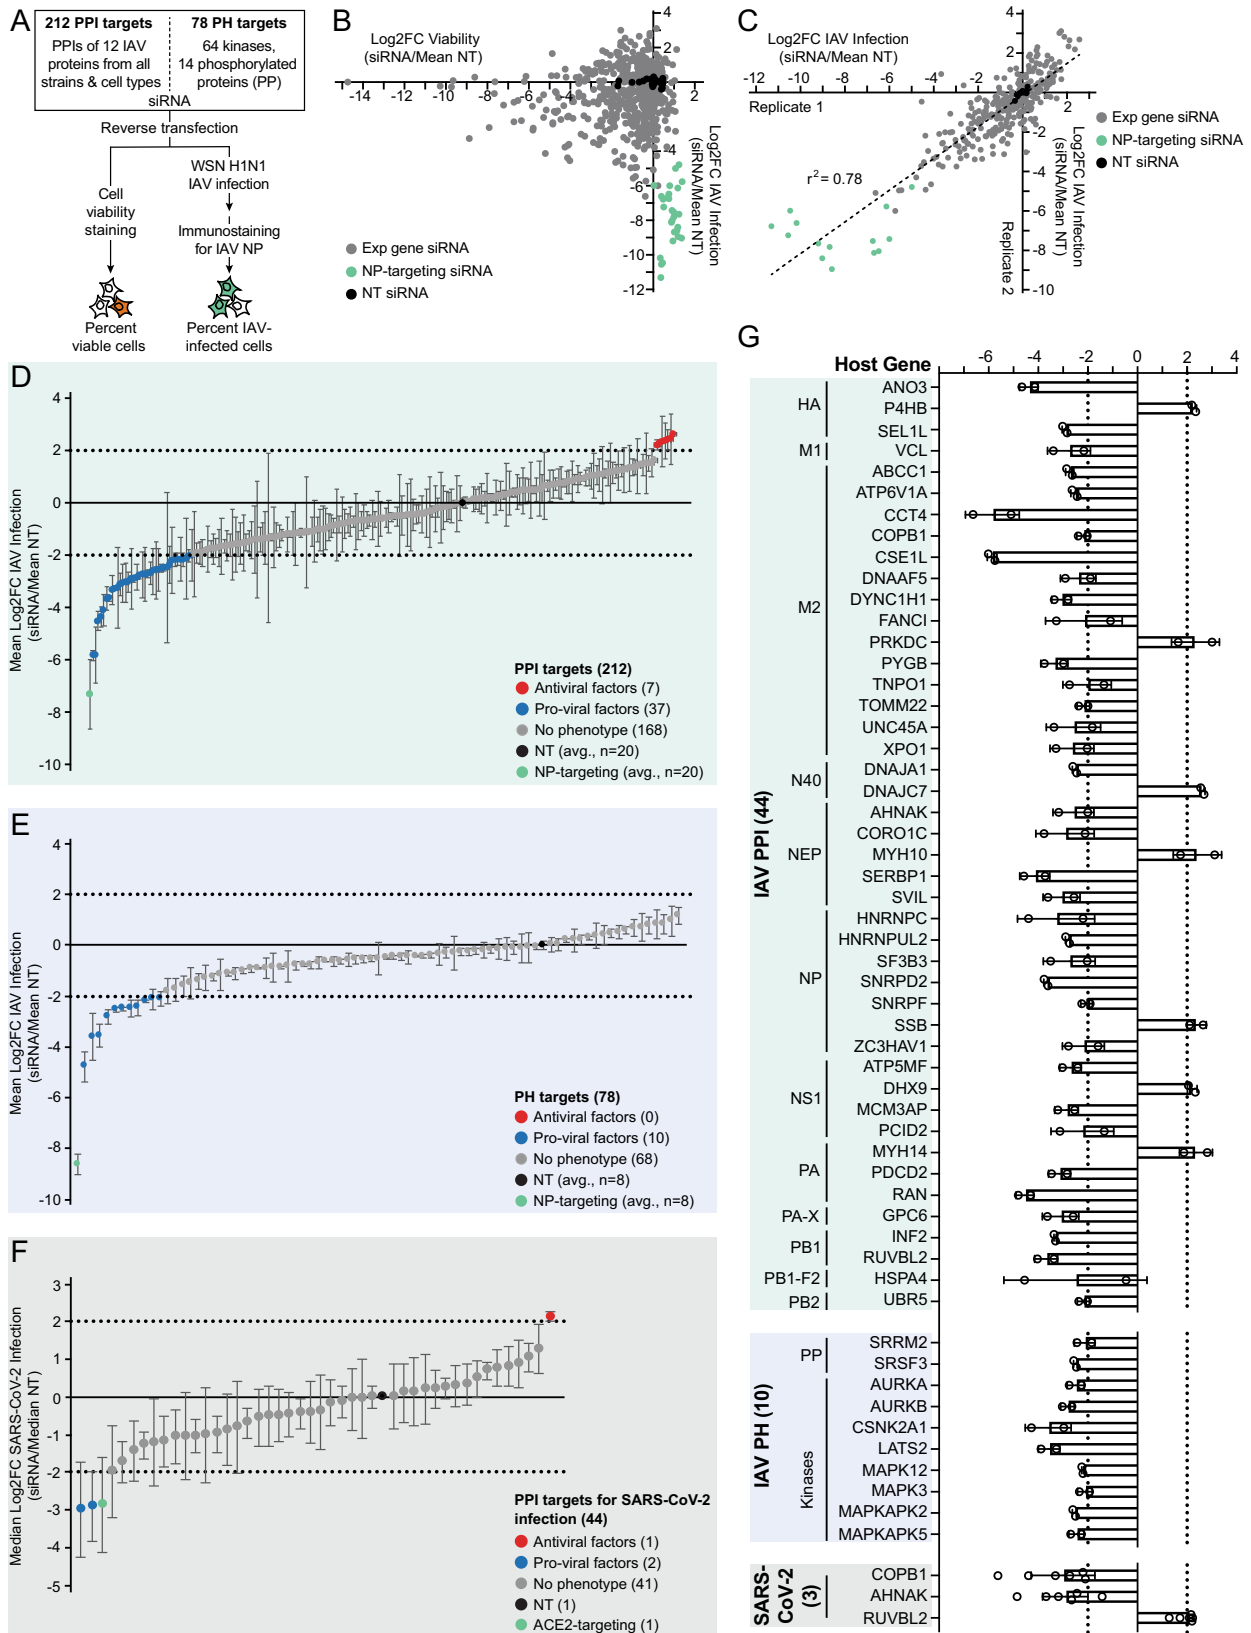 A
212 PPI targets
PPIs of 12 IAV
proteins from all
strains & cell types
78 PH targets
64 kinases,
14 phosphorylated
proteins (PP)
siRNA
Reverse transfection
Cell
viability
staining
WSN H1N1
IAV infection
Immunostaining
for IAV NP
Percent
viable cells
Percent IAV-
infected cells
B
Log2FC Viability
(siRNA/Mean NT)
4
2
-14 -12 -10 -8 -6 -4 -2 2
-4
-6
-8
-10
-12
Log2FC IAV Infection
(siRNA/Mean NT)
Exp gene siRNA
NP-targeting siRNA
NT siRNA
C
Log2FC IAV Infection
(siRNA/Mean NT)
4
2
-12 -10 -8 -6 -4 -2 2
Replicate 1
-2
-4
-6
-8
-10
Log2FC IAV Infection
(siRNA/Mean NT)
Replicate 2
r2 = 0.78
Exp gene siRNA
NP-targeting siRNA
NT siRNA
D
Mean Log2FC IAV Infection
(siRNA/Mean NT)
4
2
0
-2
-4
-6
-8
-10
PPI targets (212)
Antiviral factors (7)
Pro-viral factors (37)
No phenotype (168)
NT (avg., n=20)
NP-targeting (avg., n=20)
E
Mean Log2FC IAV Infection
(siRNA/Mean NT)
4
2
0
-2
-4
-6
-8
-10
PH targets (78)
Antiviral factors (0)
Pro-viral factors (10)
No phenotype (68)
NT (avg., n=8)
NP-targeting (avg., n=8)
F
Median Log2FC SARS-CoV-2 Infection
(siRNA/Median NT)
3
2
1
0
-1
-2
-3
-4
-5
PPI targets for SARS-CoV-2
infection (44)
Antiviral factors (1)
Pro-viral factors (2)
No phenotype (41)
NT (1)
ACE2-targeting (1)
G
Host Gene
-6 -4 -2 0 2 4
IAV PPI (44)
HA
ANO3
P4HB
SEL1L
M1
VCL
M2
ABCC1
ATP6V1A
CCT4
COPB1
CSE1L
DNAAF5
DYNC1H1
FANCI
PRKDC
PYGB
TNPO1
TOMM22
UNC45A
XPO1
N40
DNAJA1
DNAJC7
NEP
AHNAK
CORO1C
MYH10
SERBP1
SVIL
NP
HNRNPC
HNRNPUL2
SF3B3
SNRPD2
SNRPF
SSB
ZC3HAV1
NS1
ATP5MF
DHX9
MCM3AP
PCID2
PA
MYH14
PDCD2
RAN
PA-X
GPC6
PB1
INF2
RUVBL2
PB1-F2
HSPA4
PB2
UBR5
IAV PH (10)
PP
SRRM2
SRSF3
Kinases
AURKA
AURKB
CSNK2A1
LATS2
MAPK12
MAPK3
MAPKAPK2
MAPKAPK5
SARS-
CoV-2
(3)
COPB1
AHNAK
RUVBL2